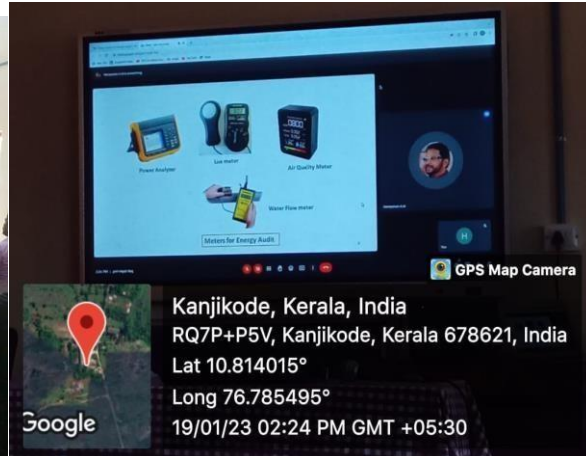 Power Analyzer
Lux meter
Air Quality Meter
Water Flow meter
Meters for Energy Audit
H
GPS Map Camera
Google
Kanjikode, Kerala, India
RQ7P+P5V, Kanjikode, Kerala 678621, India
Lat 10.814015°
Long 76.785495°
19/01/23 02:24 PM GMT +05:30